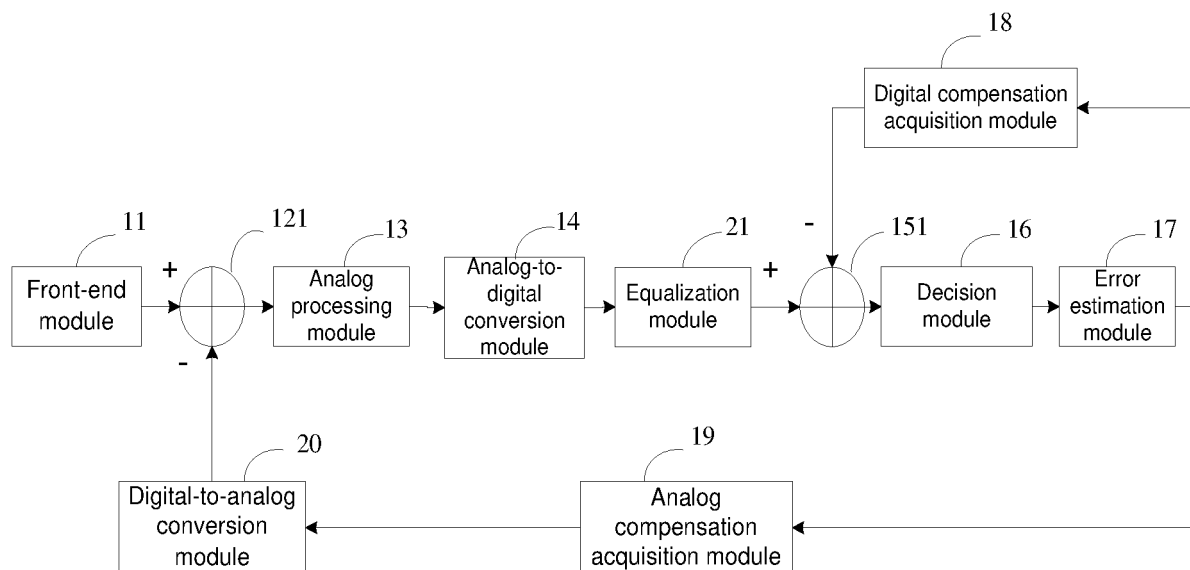 18
Digital compensation
acquisition module
11
121
13
14
21
151
16
17
-
+
+
Front-end
module
Analog
processing
module
Analog-to-
digital
conversion
module
Equalization
module
Decision
module
Error
estimation
module
-
20
19
Digital-to-analog
conversion
module
Analog
compensation
acquisition module